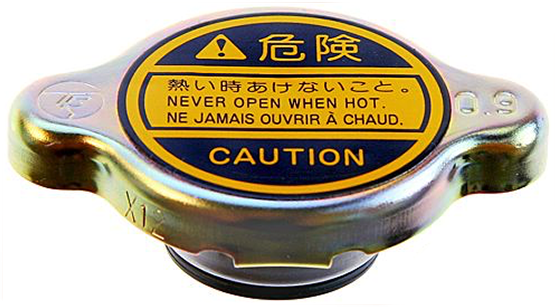 危険
熱い時あけないこと。
NEVER OPEN WHEN HOT.
NE JAMAIS OUVRIR À CHAUD.
0.9
CAUTION
X12